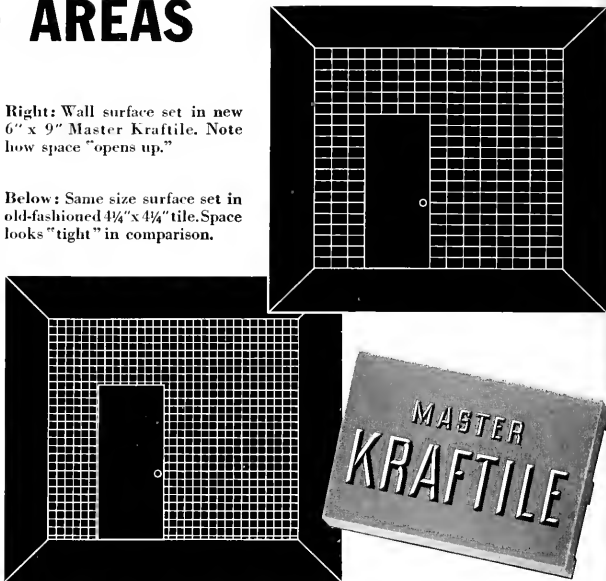 AREAS
Right: Wall surface set in new
6" x 9" Master Kraftile. Note
how space "opens up."
Below: Same size surface set in
old-fashioned 4¼" x 4¼" tile. Space
looks "tight" in comparison.
MASTER
KRAFTILE